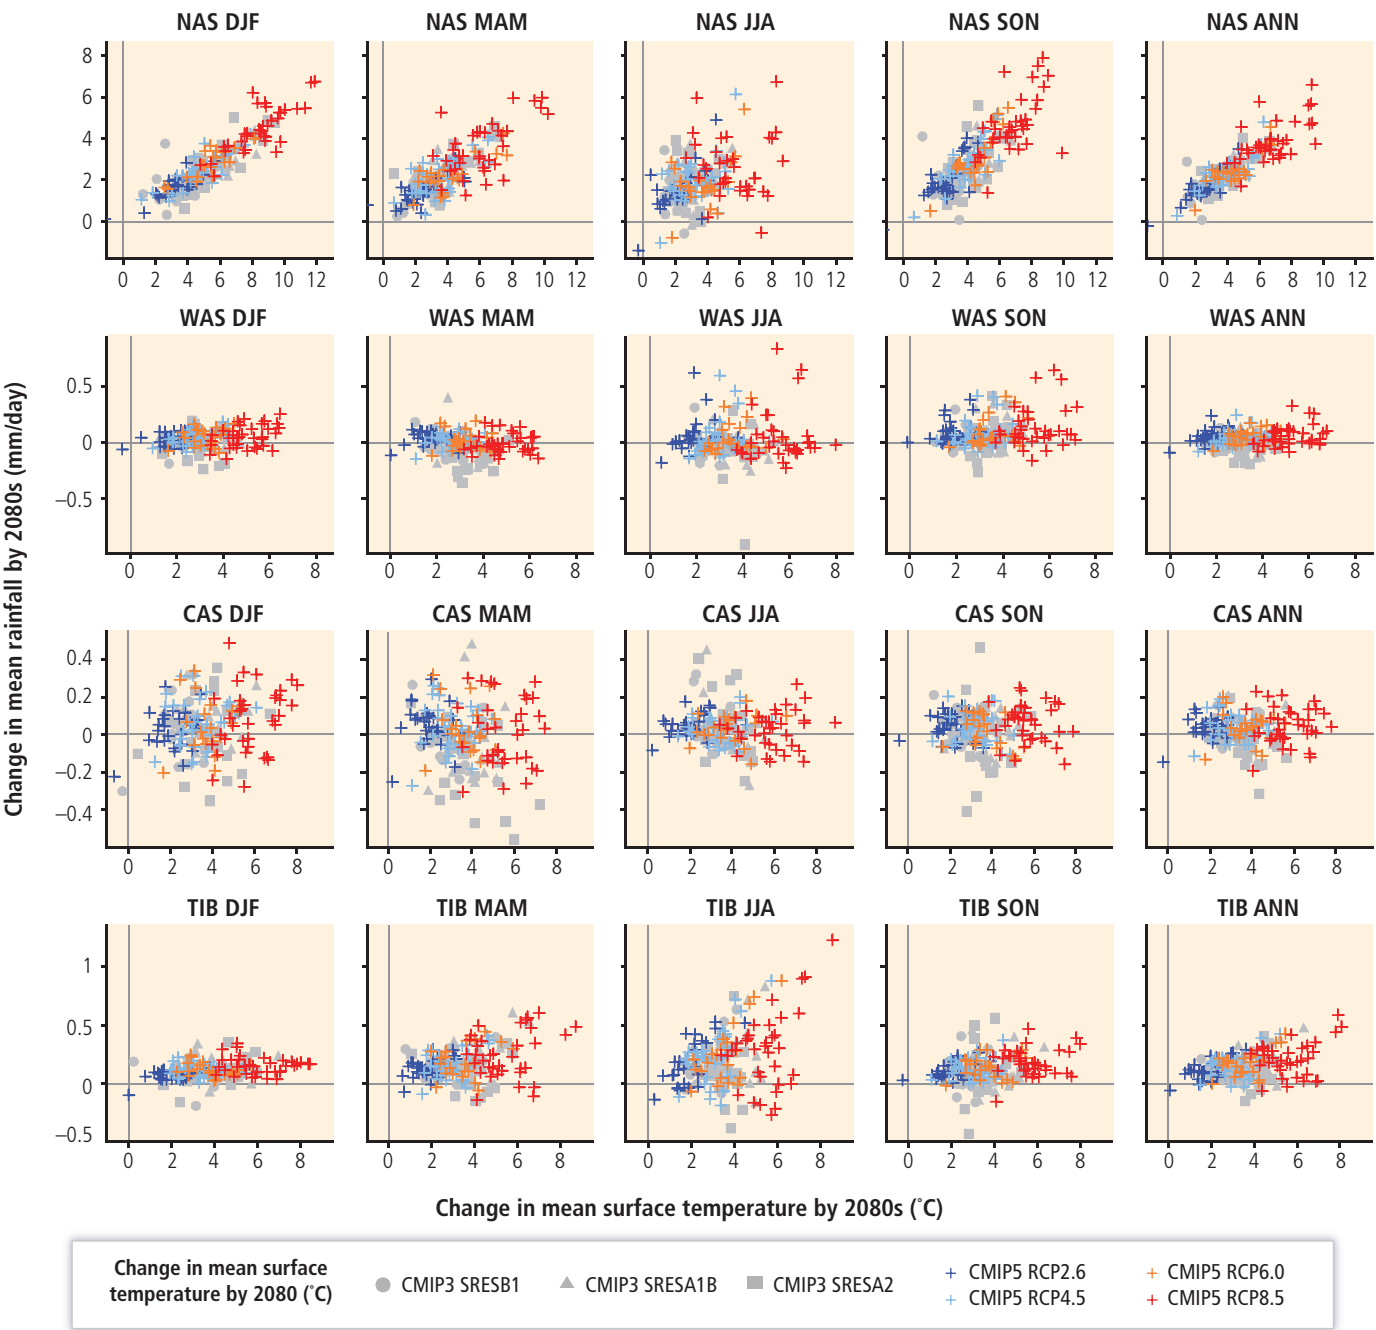 NAS DJF NAS MAM NAS JJA NAS SON NAS ANN
8
6
4
2
0
0 2 4 6 8 10 12 0 2 4 6 8 10 12 0 2 4 6 8 10 12 0 2 4 6 8 10 12 0 2 4 6 8 10 12
WAS DJF WAS MAM WAS JJA WAS SON WAS ANN
0.5
0
−0.5
0 2 4 6 8 0 2 4 6 8 0 2 4 6 8 0 2 4 6 8 0 2 4 6 8
Change in mean rainfall by 2080s (mm/day)
CAS DJF CAS MAM CAS JJA CAS SON CAS ANN
0.4
0.2
0
−0.2
−0.4
0 2 4 6 8 0 2 4 6 8 0 2 4 6 8 0 2 4 6 8 0 2 4 6 8
TIB DJF TIB MAM TIB JJA TIB SON TIB ANN
1
0.5
0
−0.5
0 2 4 6 8 0 2 4 6 8 0 2 4 6 8 0 2 4 6 8 0 2 4 6 8
Change in mean surface temperature by 2080s (˚C)
Change in mean surface
temperature by 2080 (˚C)
CMIP3 SRESB1 CMIP3 SRESA1B CMIP3 SRESA2
CMIP5 RCP2.6 CMIP5 RCP6.0
CMIP5 RCP4.5 CMIP5 RCP8.5